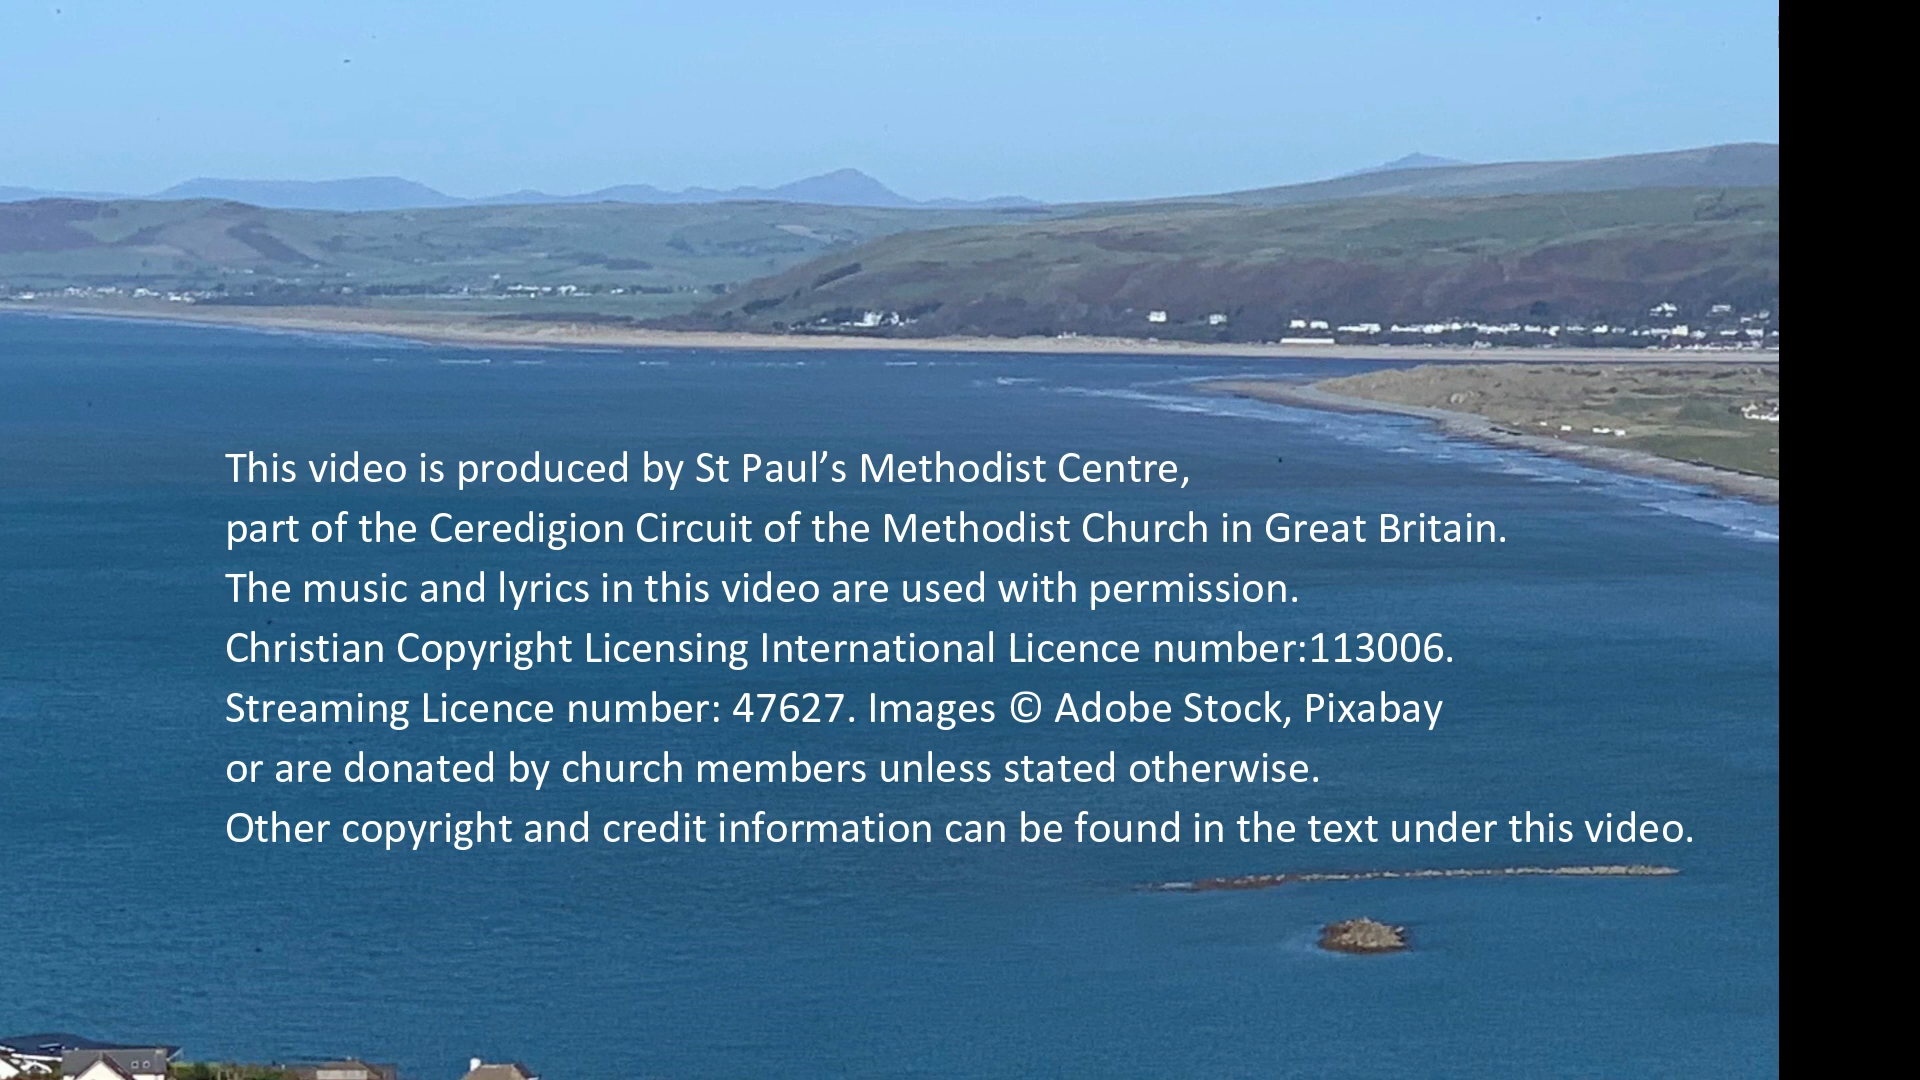 This video is produced by St Paul’s Methodist Centre,
part of the Ceredigion Circuit of the Methodist Church in Great Britain.
The music and lyrics in this video are used with permission.
Christian Copyright Licensing International Licence number:113006.
Streaming Licence number: 47627. Images © Adobe Stock, Pixabay
or are donated by church members unless stated otherwise.
Other copyright and credit information can be found in the text under this video.